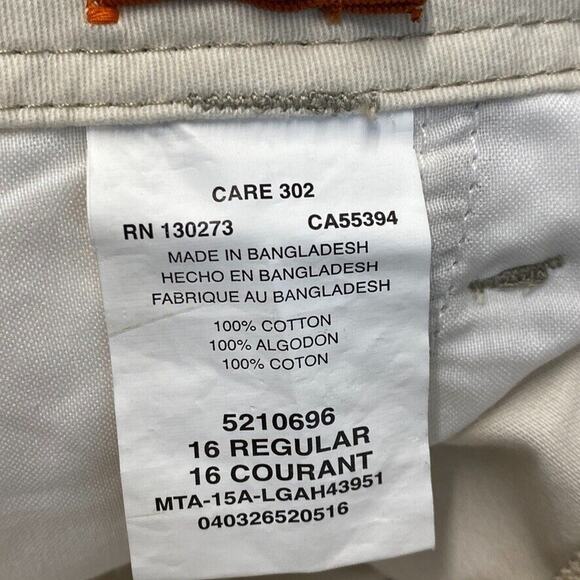 CARE 302
RN 130273 CA55394
MADE IN BANGLADESH
HECHO EN BANGLADESH
FABRIQUE AU BANGLADESH
100% COTTON
100% ALGODON
100% COTON
5210696
16 REGULAR
16 COURANT
MTA-15A-LGAH43951
040326520516